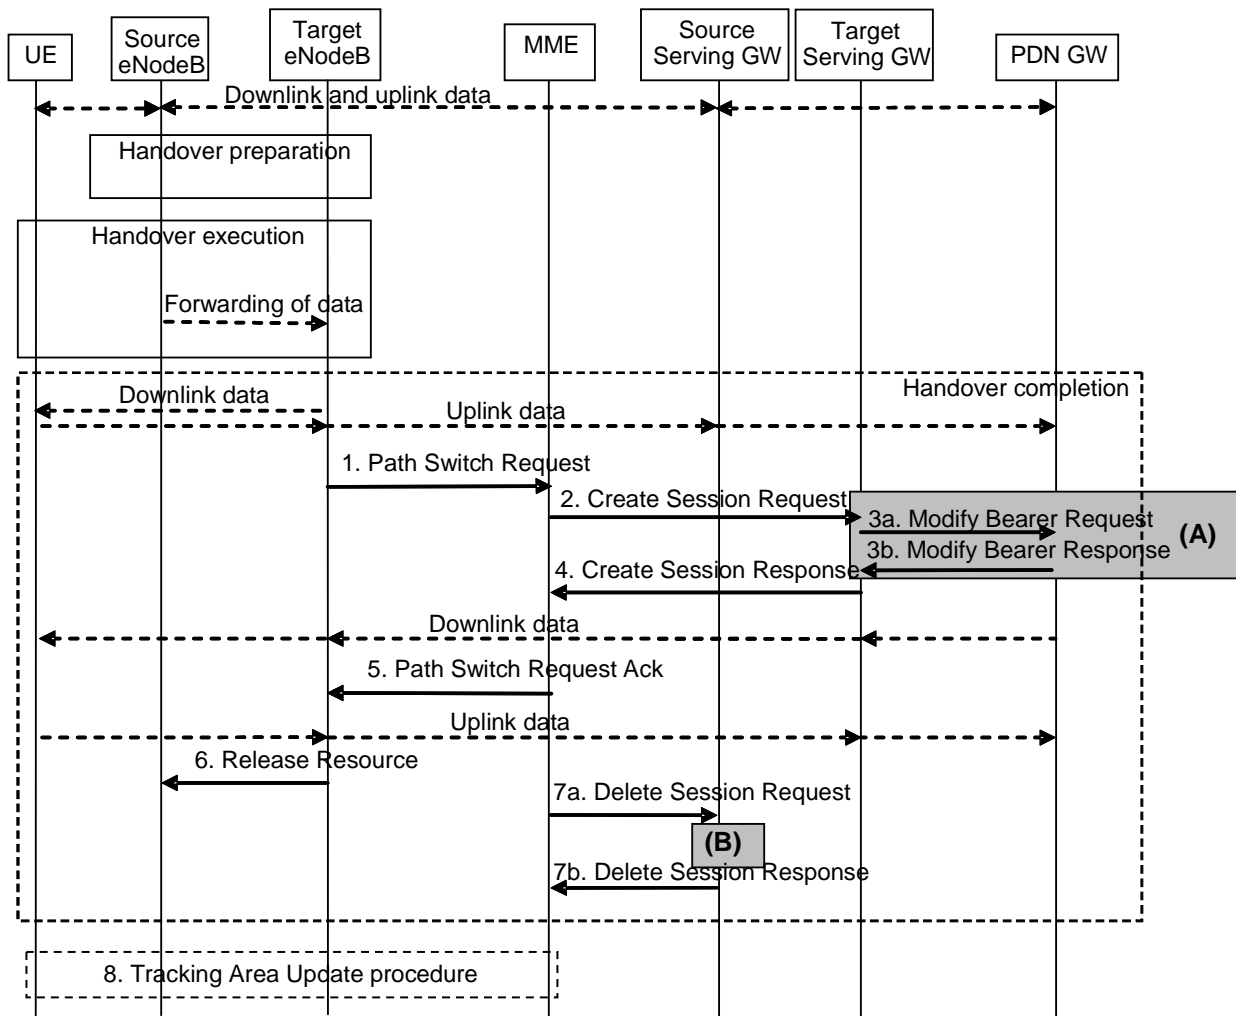 UE
Source
eNodeB
Target
eNodeB
MME
Source
Serving GW
Target
Serving GW
PDN GW
Downlink and uplink data
Handover preparation
Handover execution
Forwarding of data
Handover completion
Downlink data
Uplink data
1. Path Switch Request
2. Create Session Request
3a. Modify Bearer Request
(A)
3b. Modify Bearer Response
4. Create Session Response
Downlink data
5. Path Switch Request Ack
Uplink data
6. Release Resource
7a. Delete Session Request
(B)
7b. Delete Session Response
8. Tracking Area Update procedure